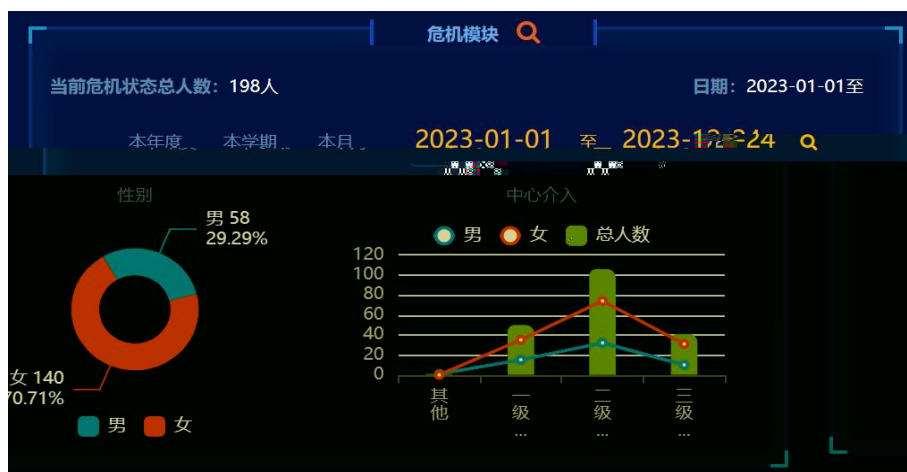 危机模块
当前危机状态总人数：198人
日期：2023-01-01至
本年度 本学期 本月
2023-01-01 至 2023-12-24
性别
中心介入
男 58
29.29%
男 女 总人数
120
100
80
60
40
20
0
女 140
70.71%
其他 一级... 二级... 三级...
男 女